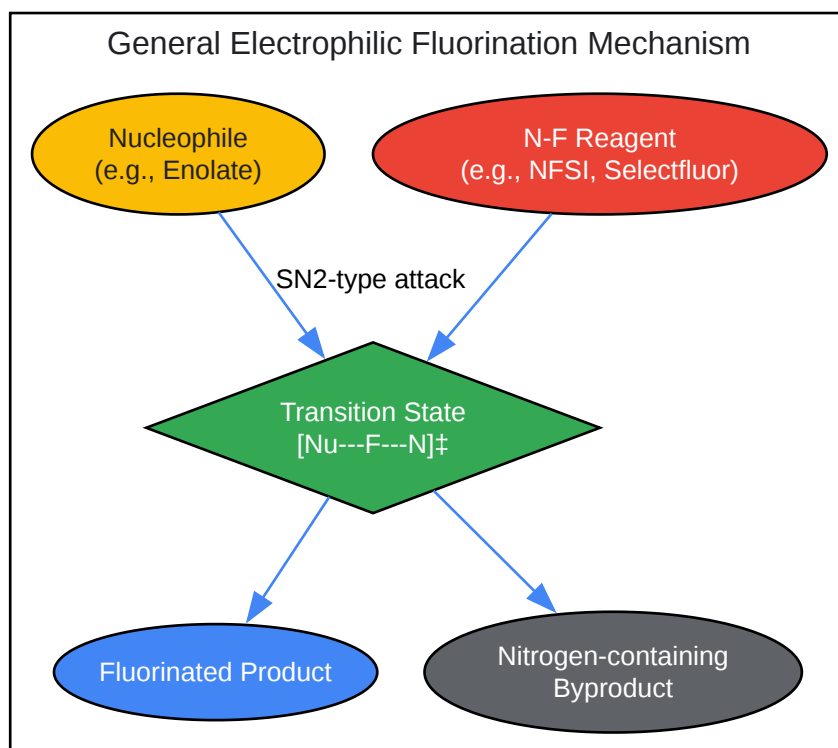 General Electrophilic Fluorination Mechanism
Nucleophile
(e.g., Enolate)
N-F Reagent
(e.g., NFSI, Selectfluor)
SN2-type attack
Transition State
[Nu---F---N]‡
Fluorinated Product
Nitrogen-containing
Byproduct